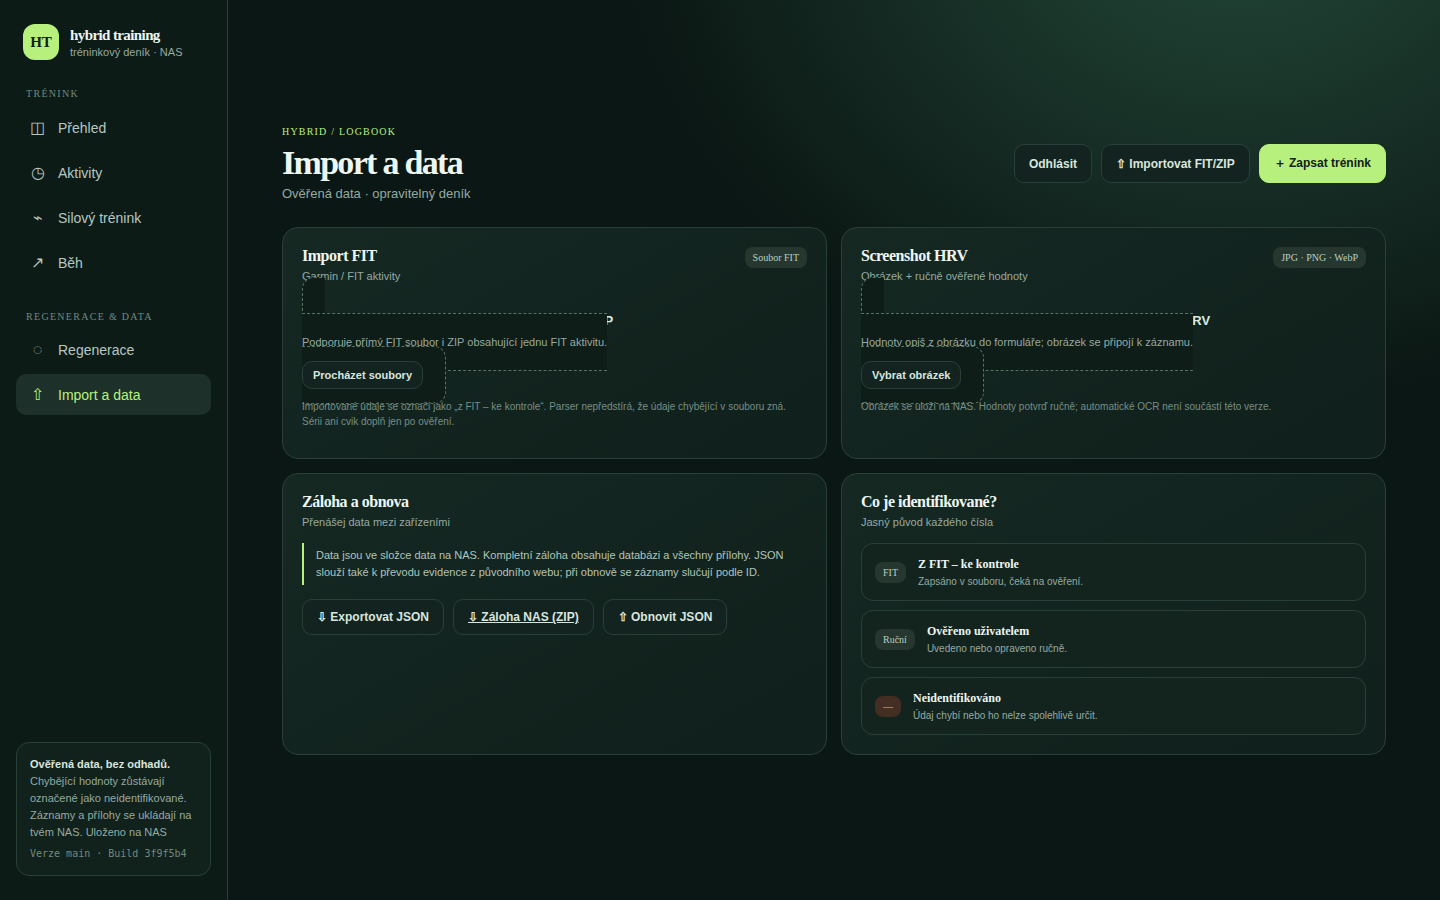 HT
hybrid training
tréninkový deník · NAS
TRÉNINK
Přehled
Aktivity
Silový trénink
Běh
REGENERACE & DATA
Regenerace
Import a data
Ověřená data, bez odhadů.
Chybějící hodnoty zůstávají
označené jako neidentifikované.
Záznamy a přílohy se ukládají na
tvém NAS. Uloženo na NAS
Verze main · Build 3f9f5b4
HYBRID / LOGBOOK
Import a data
Ověřená data · opravitelný deník
Odhlásit
⇧ Importovat FIT/ZIP
+ Zapsat trénink
Import FIT
Soubor FIT
Garmin / FIT aktivity
P
Podporuje přímý FIT soubor i ZIP obsahující jednu FIT aktivitu.
Procházet soubory
Importované údaje se označí jako „z FIT – ke kontrole“. Parser nepředstírá, že údaje chybějící v souboru zná.
Sérii ani cvik doplň jen po ověření.
Screenshot HRV
JPG · PNG · WebP
Obrázek + ručně ověřené hodnoty
RV
Hodnoty opiš z obrázku do formuláře; obrázek se připojí k záznamu.
Vybrat obrázek
Obrázek se uloží na NAS. Hodnoty potvrď ručně; automatické OCR není součástí této verze.
Záloha a obnova
Přenášej data mezi zařízeními
Data jsou ve složce data na NAS. Kompletní záloha obsahuje databázi a všechny přílohy. JSON
slouží také k převodu evidence z původního webu; při obnově se záznamy slučují podle ID.
⇩ Exportovat JSON
⇩ Záloha NAS (ZIP)
⇧ Obnovit JSON
Co je identifikované?
Jasný původ každého čísla
FIT
Z FIT – ke kontrole
Zapsáno v souboru, čeká na ověření.
Ruční
Ověřeno uživatelem
Uvedeno nebo opraveno ručně.
—
Neidentifikováno
Údaj chybí nebo ho nelze spolehlivě určit.